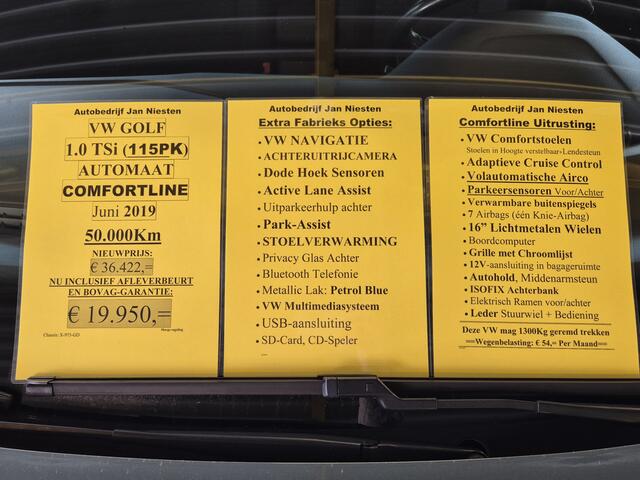 Autobedrijf Jan Niesten
VW GOLF
1.0 TSi (115PK)
AUTOMAAT
COMFORTLINE
Juni 2019
50.000Km
NIEUWPRIJS:
€ 36.422,=
NU INCLUSIEF AFLEVERBEURT
EN BOVAG-GARANTIE:
€ 19.950,=
Autobedrijf Jan Niesten
Extra Fabrieks Opties:
• VW NAVIGATIE
• ACHTERUITRIJCAMERA
• Dode Hoek Sensoren
• Active Lane Assist
• Uitparkeerhulp achter
• Park-Assist
• STOELVERWARMING
• Privacy Glas Achter
• Bluetooth Telefonie
• Metallic Lak: Petrol Blue
• VW Multimediasysteem
• USB-aansluiting
• SD-Card, CD-Speler
Autobedrijf Jan Niesten
Comfortline Uitrusting:
• VW Comfortstoelen
Stoelen in Hoogte verstelbaar+Lendesteun
• Adaptieve Cruise Control
• Volautomatische Airco
• Parkeersensoren Voor/Achter
• Verwarmbare buitenspiegels
• 7 Airbags (één Knie-Airbag)
• 16” Lichtmetalen Wielen
• Boordcomputer
• Grille met Chroomlijst
• 12V-aansluiting in bagageruimte
• Autohold, Middenarmsteun
• ISOFIX Achterbank
• Elektrisch Ramen voor/achter
• Leder Stuurwiel + Bediening
Deze VW mag 1300Kg geremd trekken
==Wegenbelasting: € 54,= Per Maand==